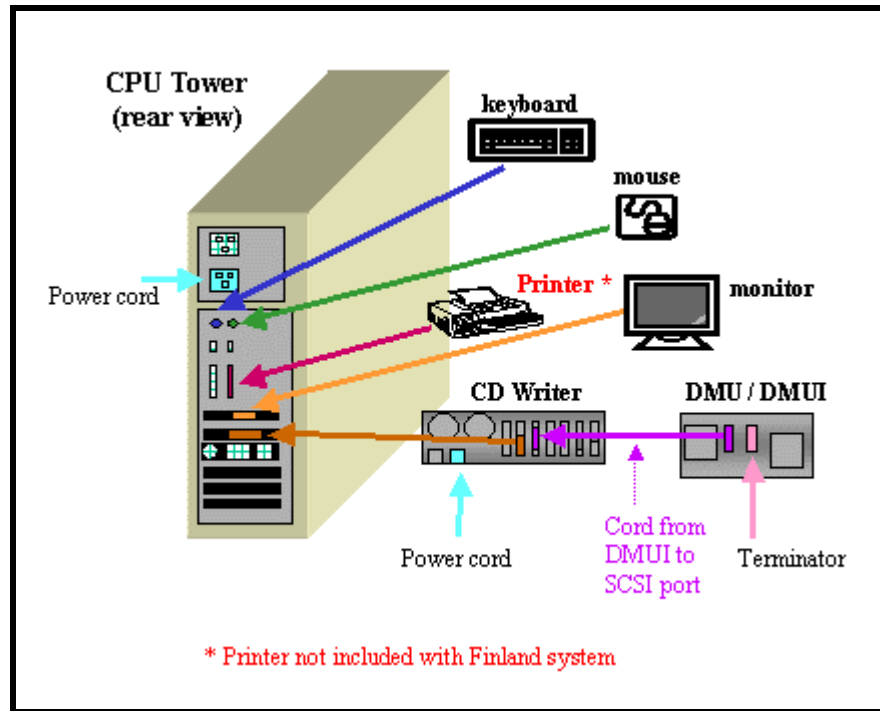 CPU Tower
(rear view)
keyboard
mouse
Power cord
Printer *
monitor
CD Writer
DMU / DMUI
Power cord
Cord from
DMUI to
SCSI port
Terminator
* Printer not included with Finland system